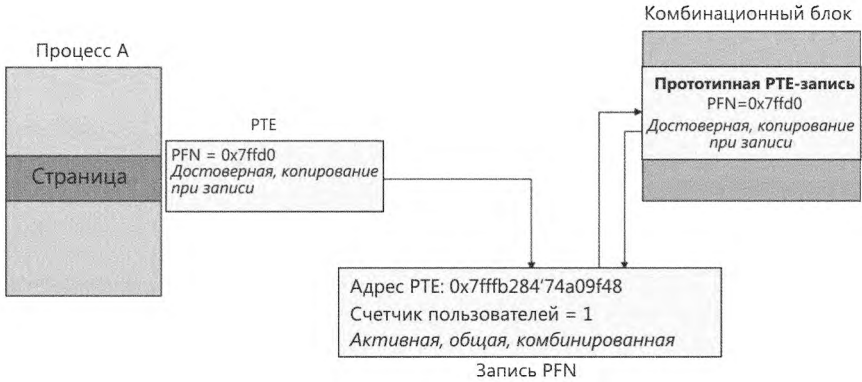 Комбинационный блок
Процесс А
Прототипная PTE-запись
PFN=0x7ffd0
Достоверная, копирование
при записи
PTE
PFN = 0x7ffd0
Достоверная, копирование
при записи
Страница
Адрес PTE: 0x7fffb284'74a09f48
Счетчик пользователей = 1
Активная, общая, комбинированная
Запись PFN